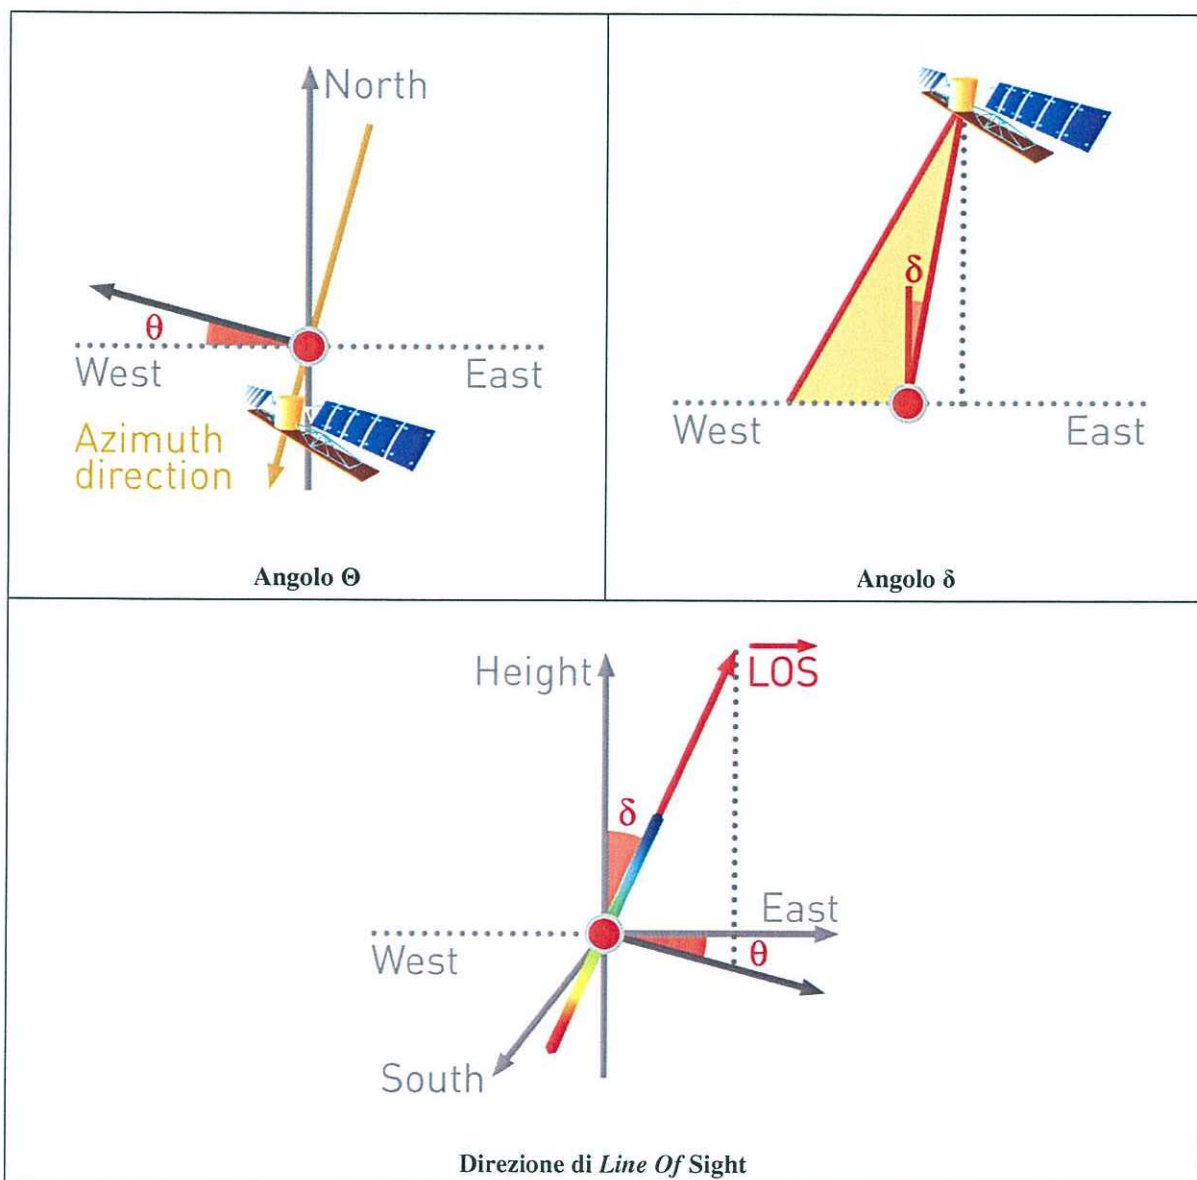 North
θ
West
East
Azimuth
direction
Angolo Θ
δ
West
East
Angolo δ
Height
LOS
δ
East
West
θ
South
Direzione di Line Of Sight